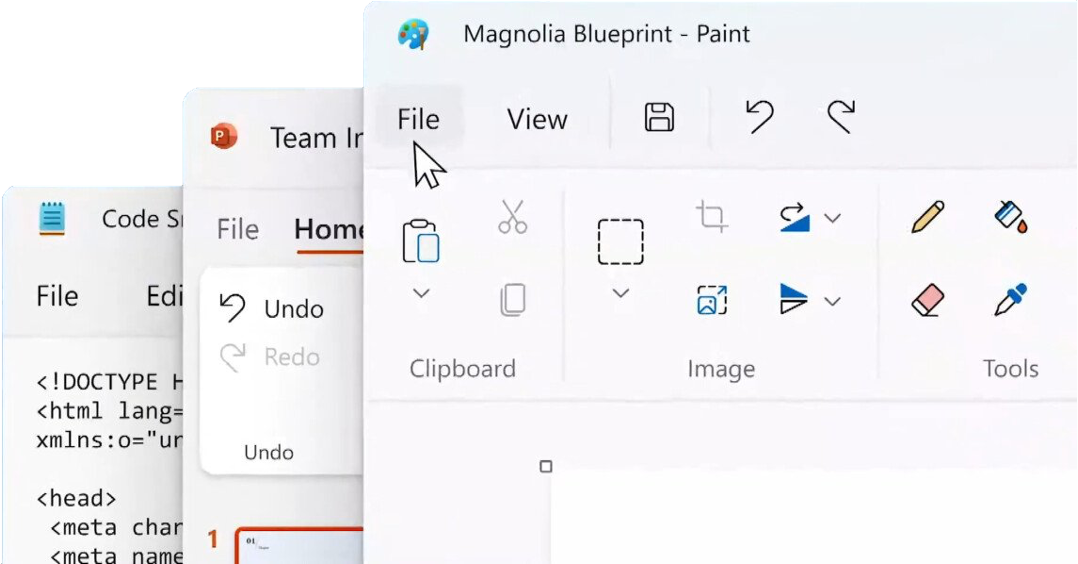 Magnolia Blueprint - Paint
File View
Clipboard
Image
Tools
P
Team In
File Home
Undo
Redo
Undo
1
01
Code Sn
File Edi
<!DOCTYPE H
<html lang=
xmlns:o="ur
<head>
<meta char
<meta name